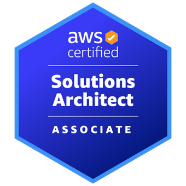 aws
certified
Solutions
Architect
ASSOCIATE